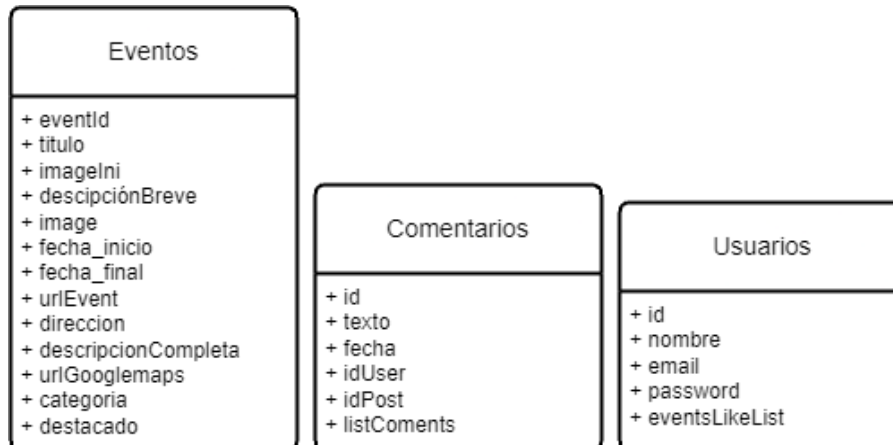 Eventos
+ eventId
+ titulo
+ imageIni
+ descipciónBreve
+ image
+ fecha_inicio
+ fecha_final
+ urlEvent
+ direccion
+ descripcionCompleta
+ urlGooglemaps
+ categoria
+ destacado
Comentarios
+ id
+ texto
+ fecha
+ idUser
+ idPost
+ listComents
Usuarios
+ id
+ nombre
+ email
+ password
+ eventsLikeList